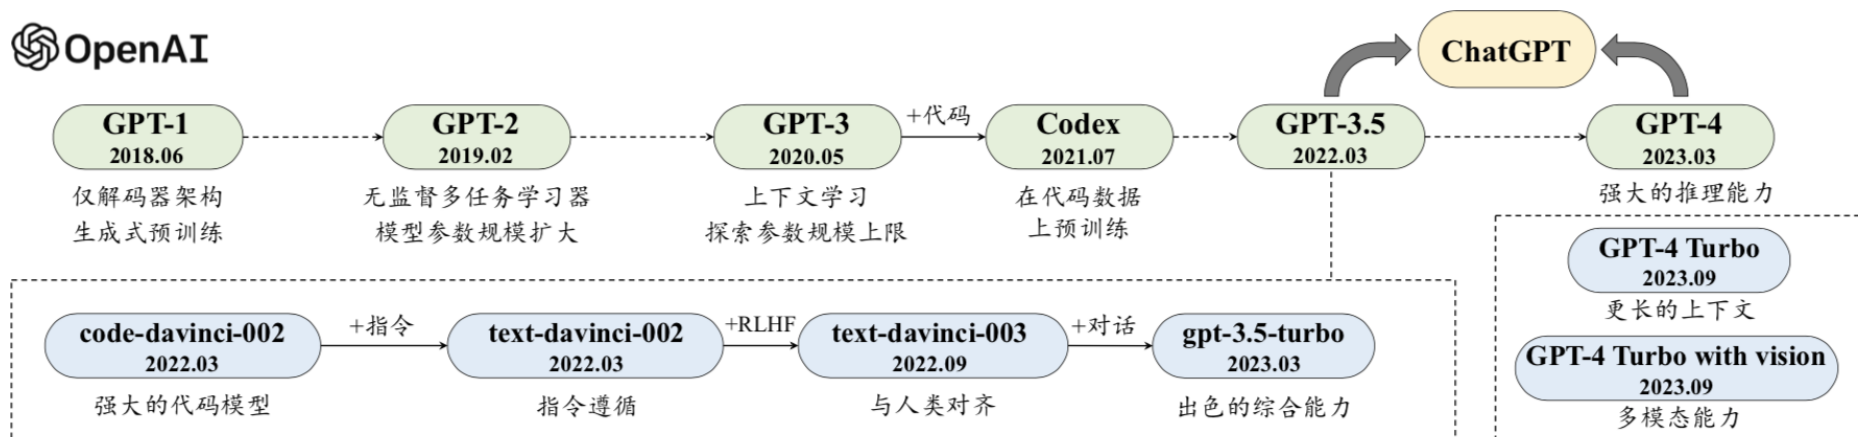 OpenAI
ChatGPT
GPT-1
2018.06
仅解码器架构
生成式预训练
GPT-2
2019.02
无监督多任务学习器
模型参数规模扩大
GPT-3
2020.05
上下文学习
探索参数规模上限
+代码
Codex
2021.07
在代码数据
上预训练
GPT-3.5
2022.03
GPT-4
2023.03
强大的推理能力
code-davinci-002
2022.03
强大的代码模型
+指令
text-davinci-002
2022.03
指令遵循
+RLHF
text-davinci-003
2022.09
与人类对齐
+对话
gpt-3.5-turbo
2023.03
出色的综合能力
GPT-4 Turbo
2023.09
更长的上下文
GPT-4 Turbo with vision
2023.09
多模态能力